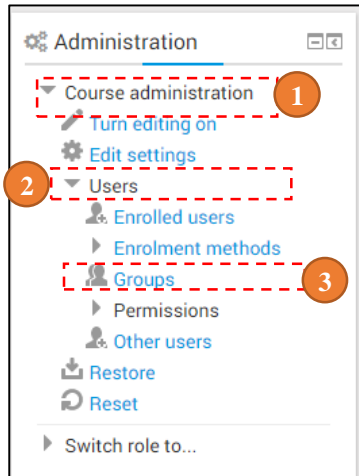 Administration
Course administration 1
Turn editing on
Edit settings
2 Users
Enrolled users
Enrolment methods
Groups 3
Permissions
Other users
Restore
Reset
Switch role to...